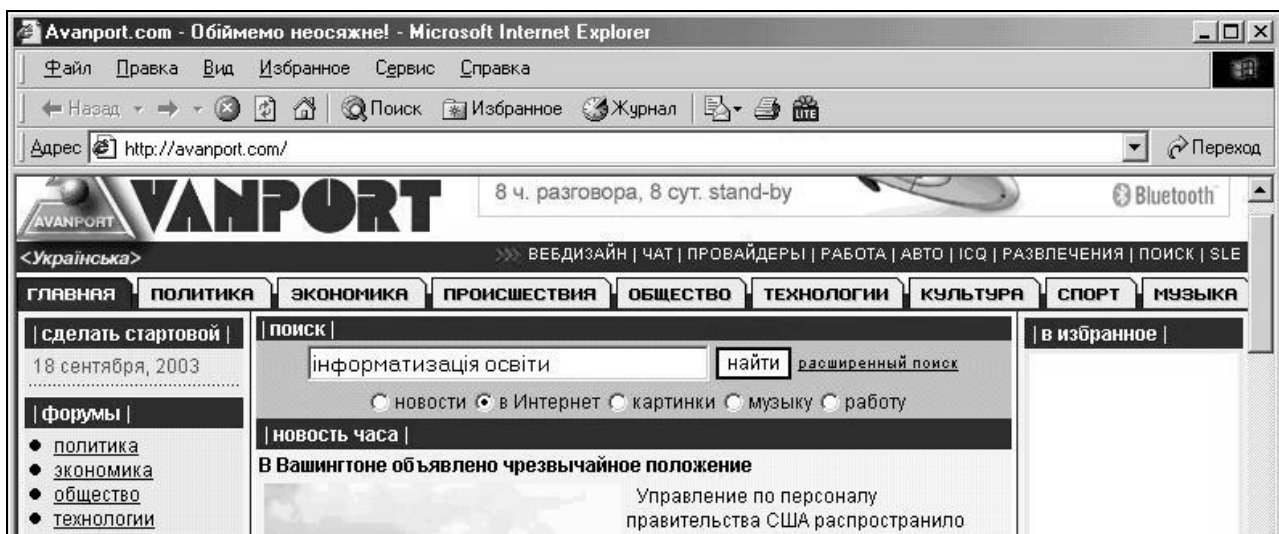 Avanport.com - Обіймемо неосяжне! - Microsoft Internet Explorer
Файл Правка Вид Избранное Сервис Справка
Назад Поиск Избранное Журнал LITE
Адрес http://avanport.com/ Переход
AVANPORT VANPORT 8 ч. разговора, 8 сут. stand-by Bluetooth
<Українська> >>> ВЕБДИЗАЙН | ЧАТ | ПРОВАЙДЕРЫ | РАБОТА | АВТО | ICQ | РАЗВЛЕЧЕНИЯ | ПОИСК | SLE
ГЛАВНАЯ ПОЛИТИКА ЭКОНОМИКА ПРОИСШЕСТВИЯ ОБЩЕСТВО ТЕХНОЛОГИИ КУЛЬТУРА СПОРТ МУЗЫКА
| сделать стартовой | | поиск | | в избранное |
18 сентября, 2003 інформатизація освіти найти расширенный поиск
новости в Интернет картинки музыку работу
| форумы |
| новость часа |
политика
В Вашингтоне объявлено чрезвычайное положение
экономика
общество Управление по персоналу
технологии правительства США распространило